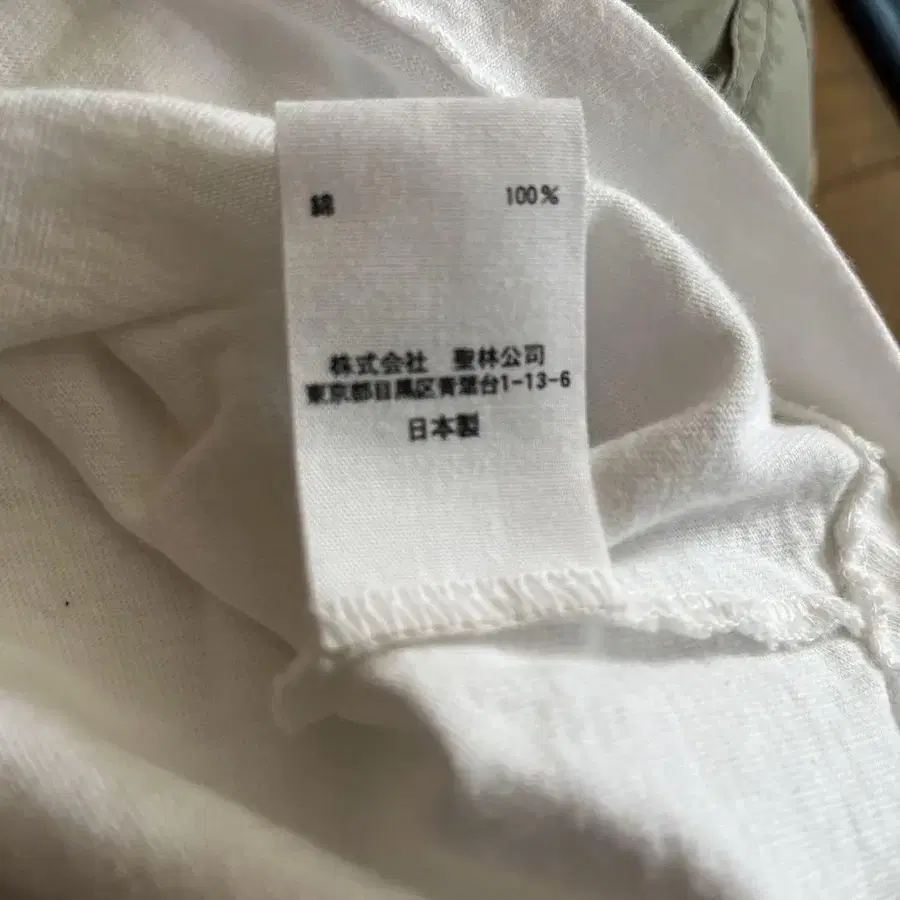 綿 100%
株式会社 聖林公司
東京都目黒区青葉台1-13-6
日本製